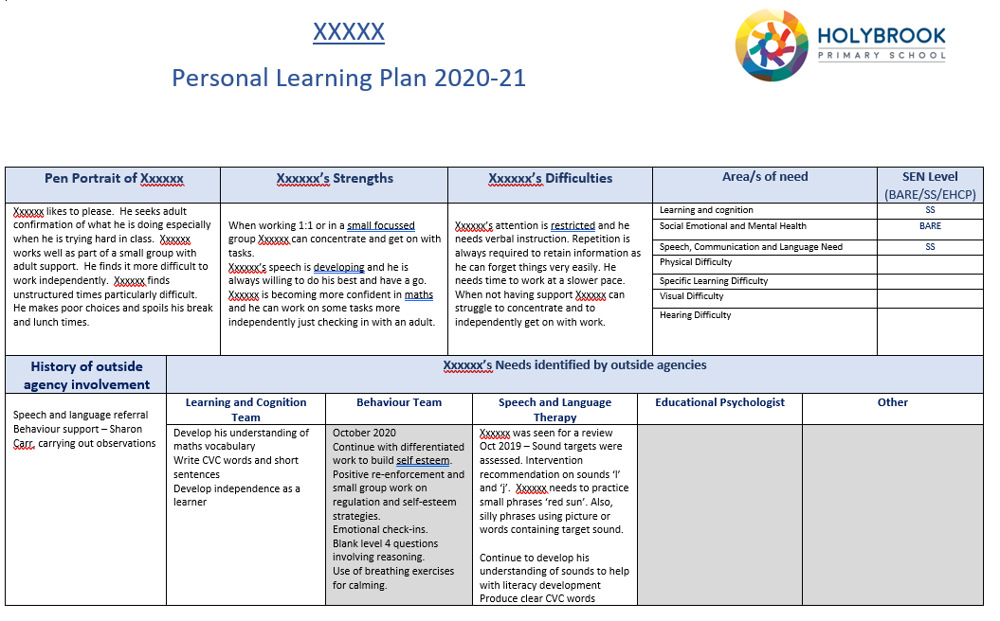 XXXXX
HOLYBROOK
PRIMARY SCHOOL
Personal Learning Plan 2020-21
Pen Portrait of Xxxxxx
Xxxxxx's Strengths
Xxxxxx's Difficulties
Area/s of need
SEN Level
(BARE/SS/EHCP)
Xxxxxx likes to please. He seeks adult
confirmation of what he is doing especially
when he is trying hard in class. Xxxxxx
works well as part of a small group with
adult support. He finds it more difficult to
work independently. Xxxxxx finds
unstructured times particularly difficult.
He makes poor choices and spoils his break
and lunch times.
When working 1:1 or in a small focussed
group Xxxxxx can concentrate and get on with
tasks.
Xxxxxx's speech is developing and he is
always willing to do his best and have a go.
Xxxxxx is becoming more confident in maths
and he can work on some tasks more
independently just checking in with an adult.
Xxxxxx's attention is restricted and he
needs verbal instruction. Repetition is
always required to retain information as
he can forget things very easily. He
needs time to work at a slower pace.
When not having support Xxxxxx can
struggle to concentrate and to
independently get on with work.
Learning and cognition
SS
Social Emotional and Mental Health
BARE
Speech, Communication and Language Need
SS
Physical Difficulty
Specific Learning Difficulty
Visual Difficulty
Hearing Difficulty
History of outside
agency involvement
Xxxxxx's Needs identified by outside agencies
Speech and language referral
Behaviour support – Sharon
Carr, carrying out observations
Learning and Cognition
Team
Behaviour Team
Speech and Language
Therapy
Educational Psychologist
Other
Develop his understanding of
maths vocabulary
Write CVC words and short
sentences
Develop independence as a
learner
October 2020
Continue with differentiated
work to build self esteem.
Positive re-enforcement and
small group work on
regulation and self-esteem
strategies.
Emotional check-ins.
Blank level 4 questions
involving reasoning.
Use of breathing exercises
for calming.
Xxxxxx was seen for a review
Oct 2019 – Sound targets were
assessed. Intervention
recommendation on sounds 'l'
and 'j'. Xxxxxx needs to practice
small phrases 'red sun'. Also,
silly phrases using picture or
words containing target sound.
Continue to develop his
understanding of sounds to help
with literacy development
Produce clear CVC words